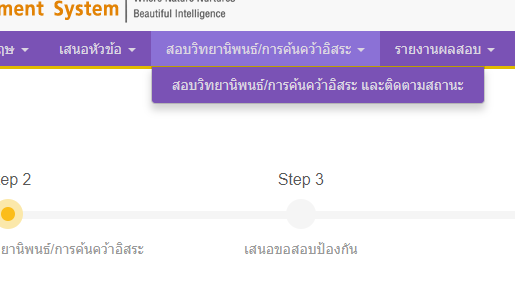 ment System
Where Nature Nurtures
Beautiful Intelligence
เสนอหัวข้อ
สอบวิทยานิพนธ์/การค้นคว้าอิสระ
รายงานผลสอบ
สอบวิทยานิพนธ์/การค้นคว้าอิสระ และติดตามสถานะ
ep 2
Step 3
ยานิพนธ์/การค้นคว้าอิสระ
เสนอขอสอบป้องกัน